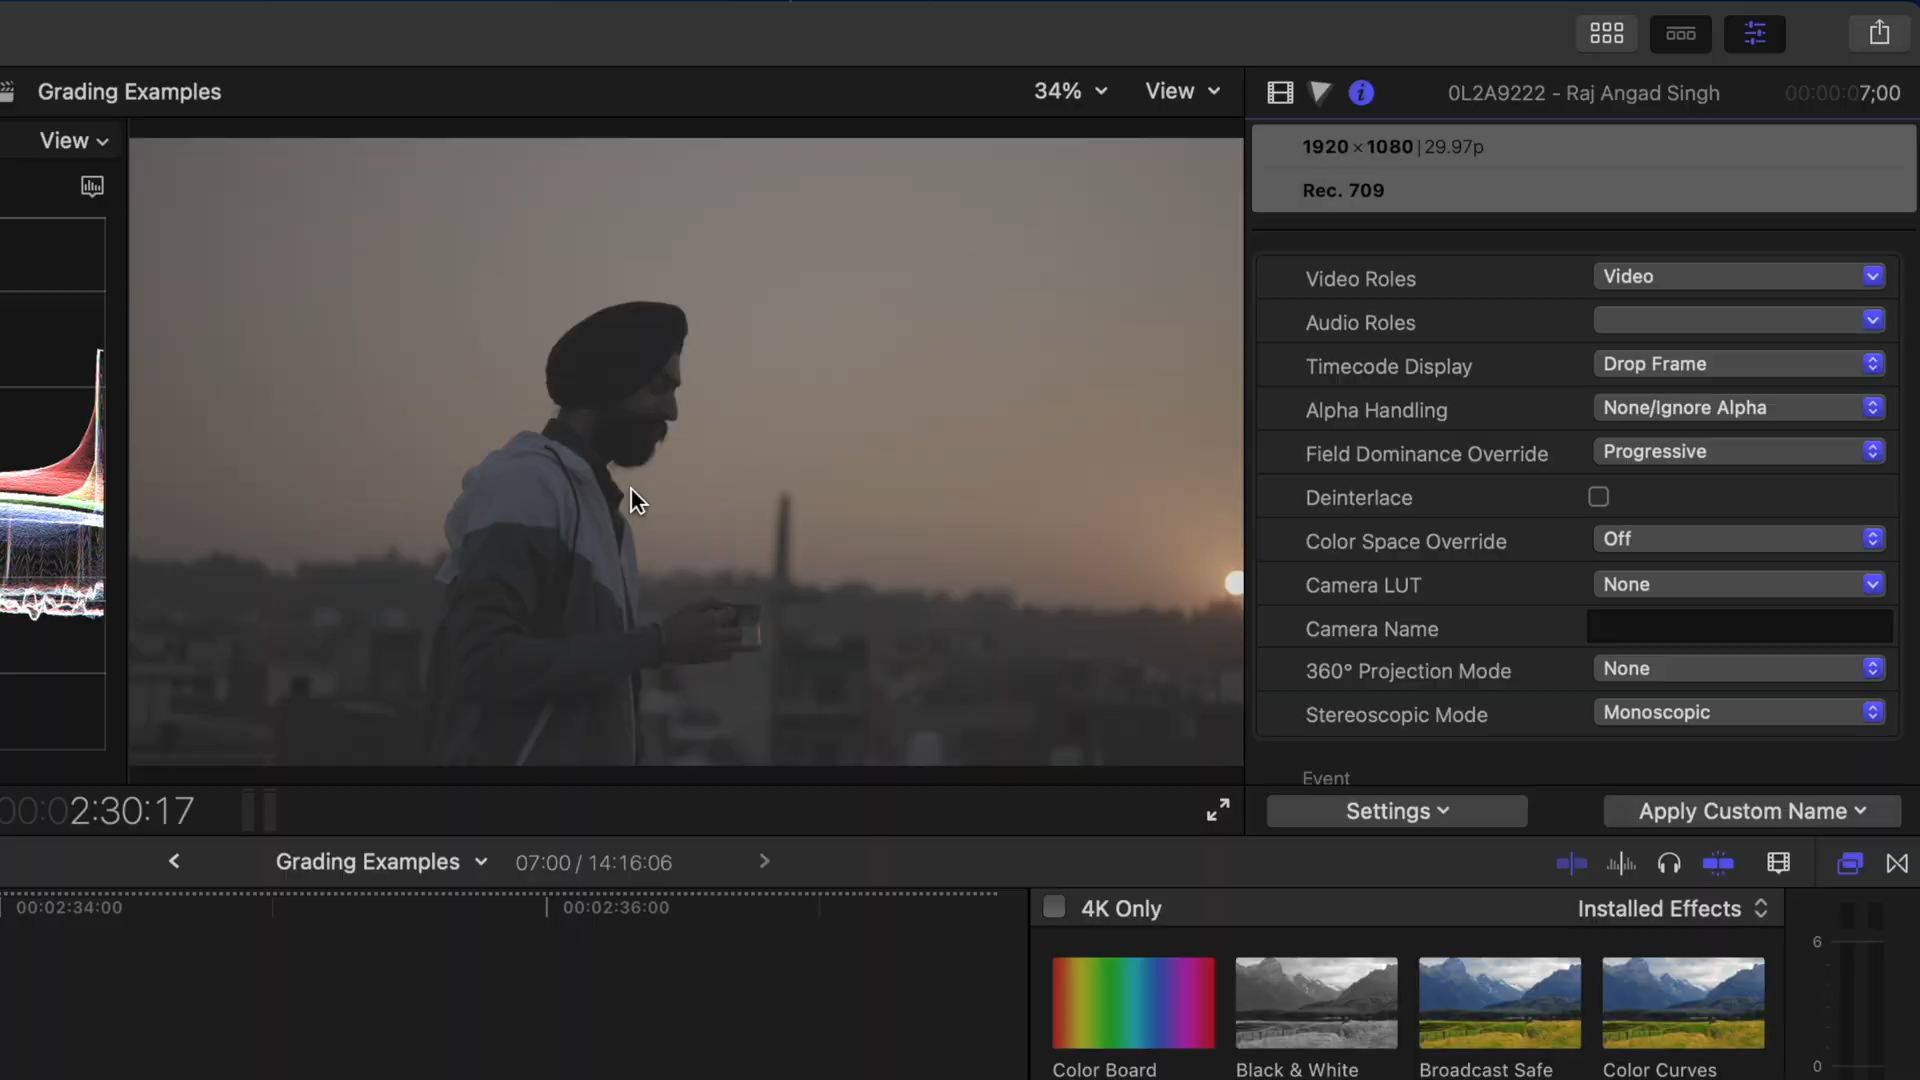 Grading Examples
34%
View
0L2A9222 - Raj Angad Singh
00:00:07;00
View
1920 × 1080 | 29.97p
Rec. 709
Video Roles
Video
Audio Roles
Timecode Display
Drop Frame
Alpha Handling
None/Ignore Alpha
Field Dominance Override
Progressive
Deinterlace
Color Space Override
Off
Camera LUT
None
Camera Name
360° Projection Mode
None
Stereoscopic Mode
Monoscopic
Event
00:02:30:17
Settings
Apply Custom Name
Grading Examples
07:00 / 14:16:06
00:02:34:00
00:02:36:00
4K Only
Installed Effects
6
0
Color Board
Black & White
Broadcast Safe
Color Curves